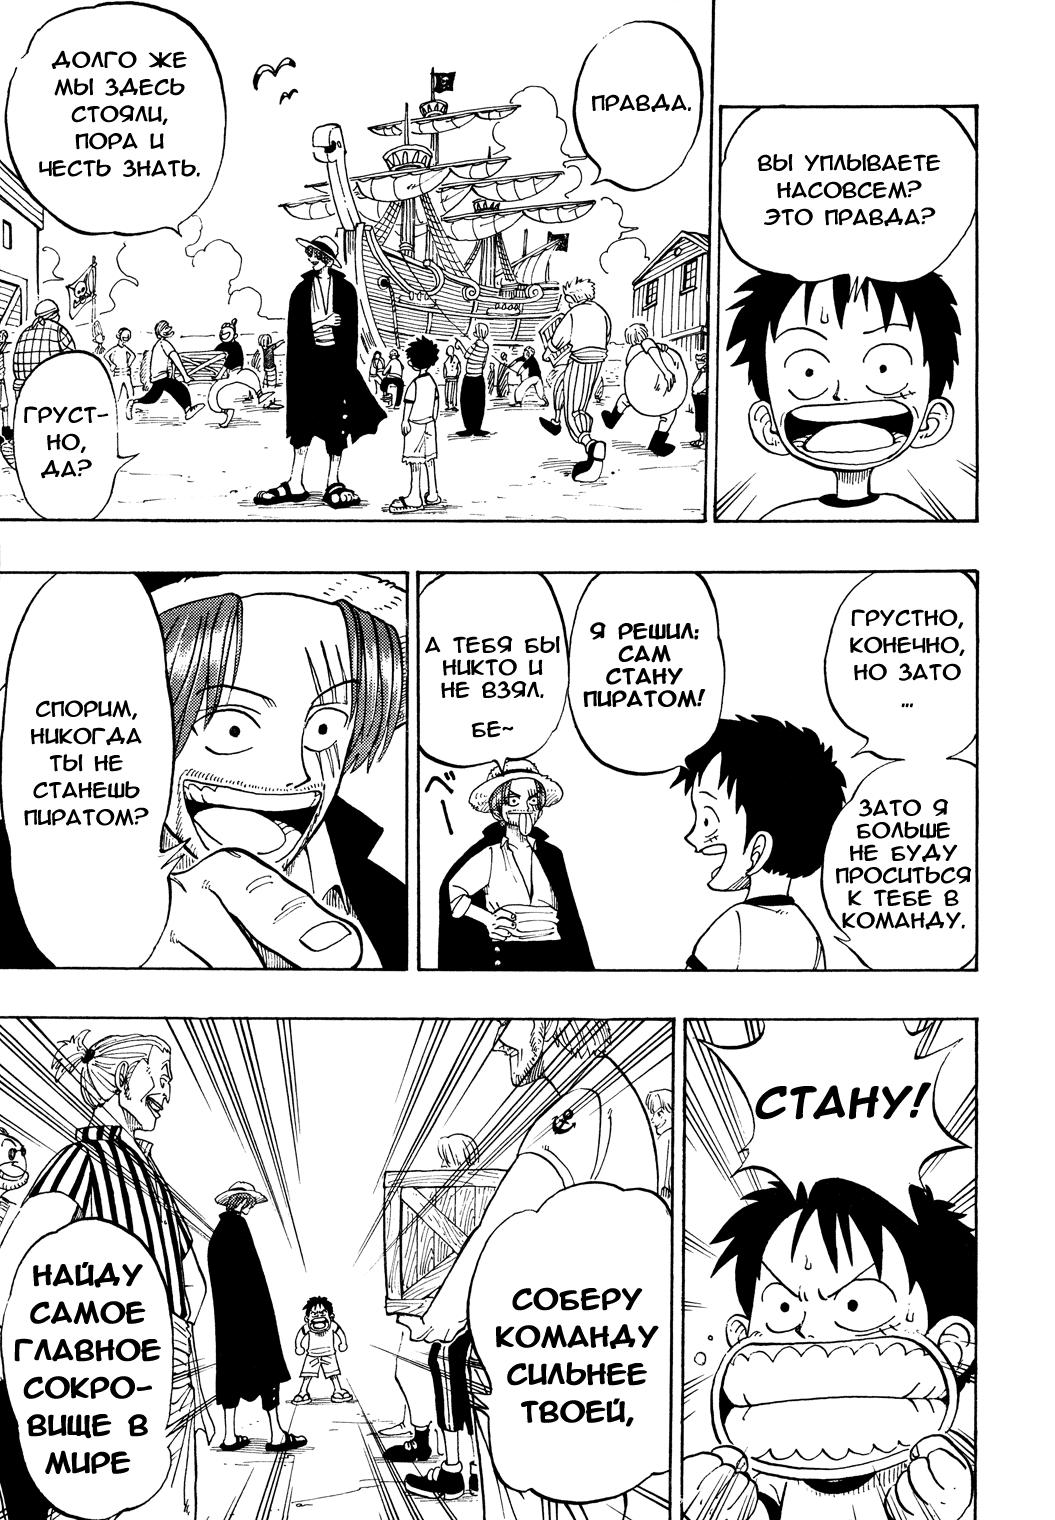 ВЫ УПЛЫВАЕТЕ
НАСОВСЕМ?
ЭТО ПРАВДА?
ПРАВДА.
ДОЛГО ЖЕ
МЫ ЗДЕСЬ
СТОЯЛИ,
ПОРА И
ЧЕСТЬ ЗНАТЬ.
ГРУСТ-
НО,
ДА?
ГРУСТНО,
КОНЕЧНО,
НО ЗАТО
...
ЗАТО Я
БОЛЬШЕ
НЕ БУДУ
ПРОСИТЬСЯ
К ТЕБЕ В
КОМАНДУ.
Я РЕШИЛ:
САМ
СТАНУ
ПИРАТОМ!
А ТЕБЯ БЫ
НИКТО И
НЕ ВЗЯЛ.
БЕ~
べー
СПОРИМ,
НИКОГДА
ТЫ НЕ
СТАНЕШЬ
ПИРАТОМ?
СТАНУ!
СОБЕРУ
КОМАНДУ
СИЛЬНЕЕ
ТВОЕЙ,
НАЙДУ
САМОЕ
ГЛАВНОЕ
СОКРО-
ВИЩЕ В
МИРЕ